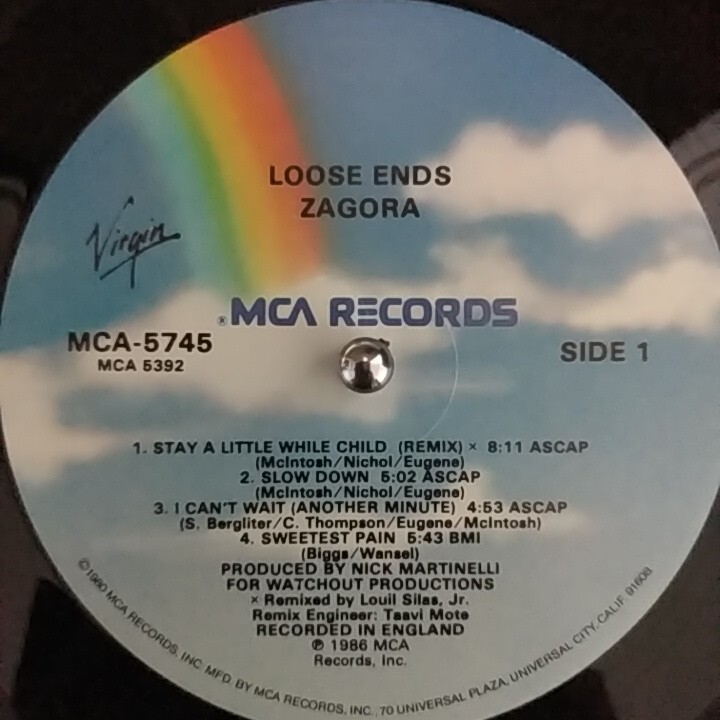 LOOSE ENDS
ZAGORA
Virgin
® MCA RECORDS
MCA-5745
MCA 5392
SIDE 1
1. STAY A LITTLE WHILE CHILD (REMIX) × 8:11 ASCAP
(McIntosh/Nichol/Eugene)
2. SLOW DOWN 5:02 ASCAP
(McIntosh/Nichol/Eugene)
3. I CAN'T WAIT (ANOTHER MINUTE) 4:53 ASCAP
(S. Bergliter/C. Thompson/Eugene/McIntosh)
4. SWEETEST PAIN 5:43 BMI
(Biggs/Wansel)
PRODUCED BY NICK MARTINELLI
FOR WATCHOUT PRODUCTIONS
× Remixed by Louil Silas, Jr.
Remix Engineer: Taavi Mote
RECORDED IN ENGLAND
℗ 1986 MCA
Records, Inc.
©1980 MCA RECORDS, INC. MFD. BY MCA RECORDS, INC., 70 UNIVERSAL PLAZA, UNIVERSAL CITY, CALIF. 91608